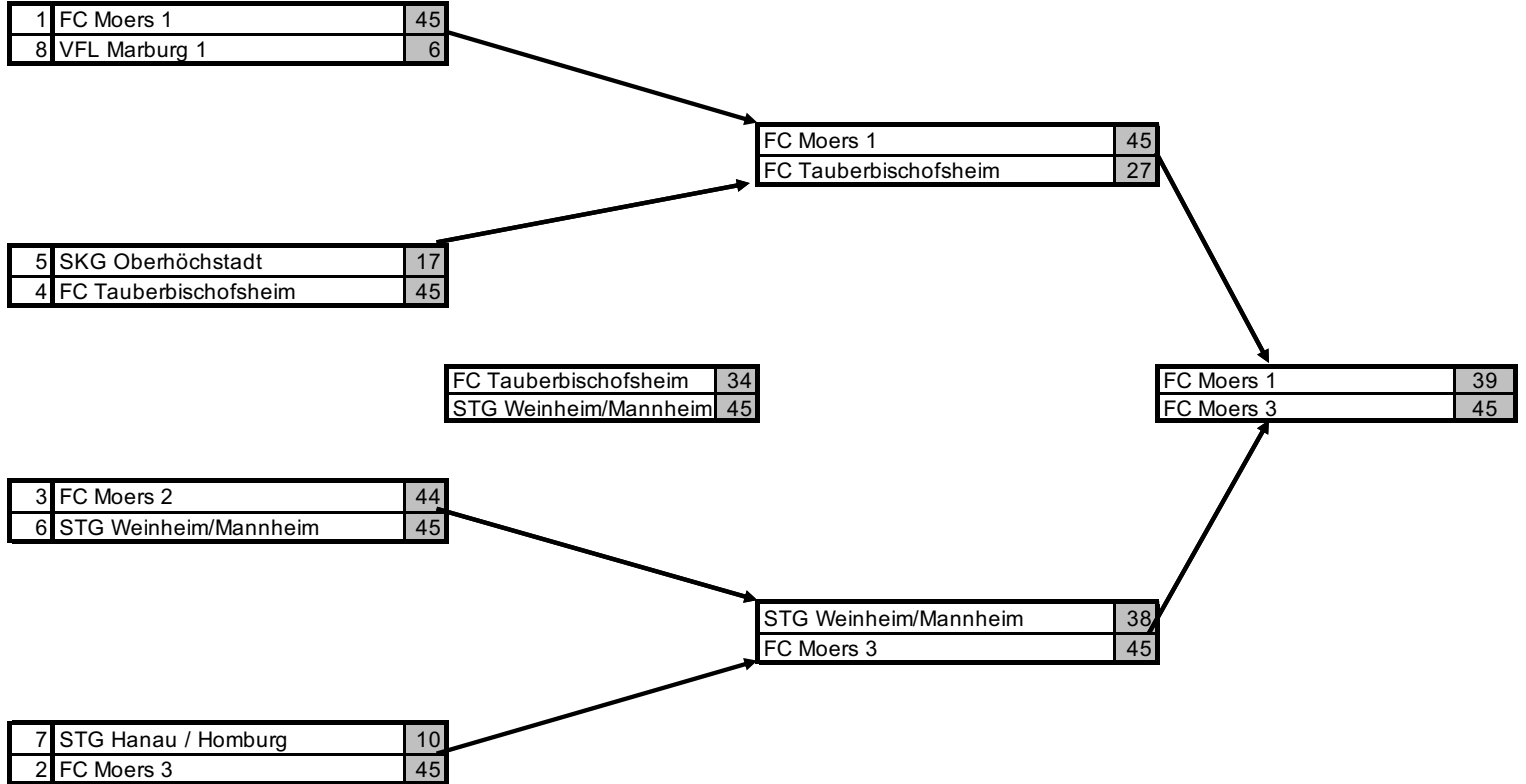 1 FC Moers 1 45
8 VFL Marburg 1 6
FC Moers 1 45
FC Tauberbischofsheim 27
5 SKG Oberhöchstadt 17
4 FC Tauberbischofsheim 45
FC Tauberbischofsheim 34
STG Weinheim/Mannheim 45
FC Moers 1 39
FC Moers 3 45
3 FC Moers 2 44
6 STG Weinheim/Mannheim 45
STG Weinheim/Mannheim 38
FC Moers 3 45
7 STG Hanau / Homburg 10
2 FC Moers 3 45